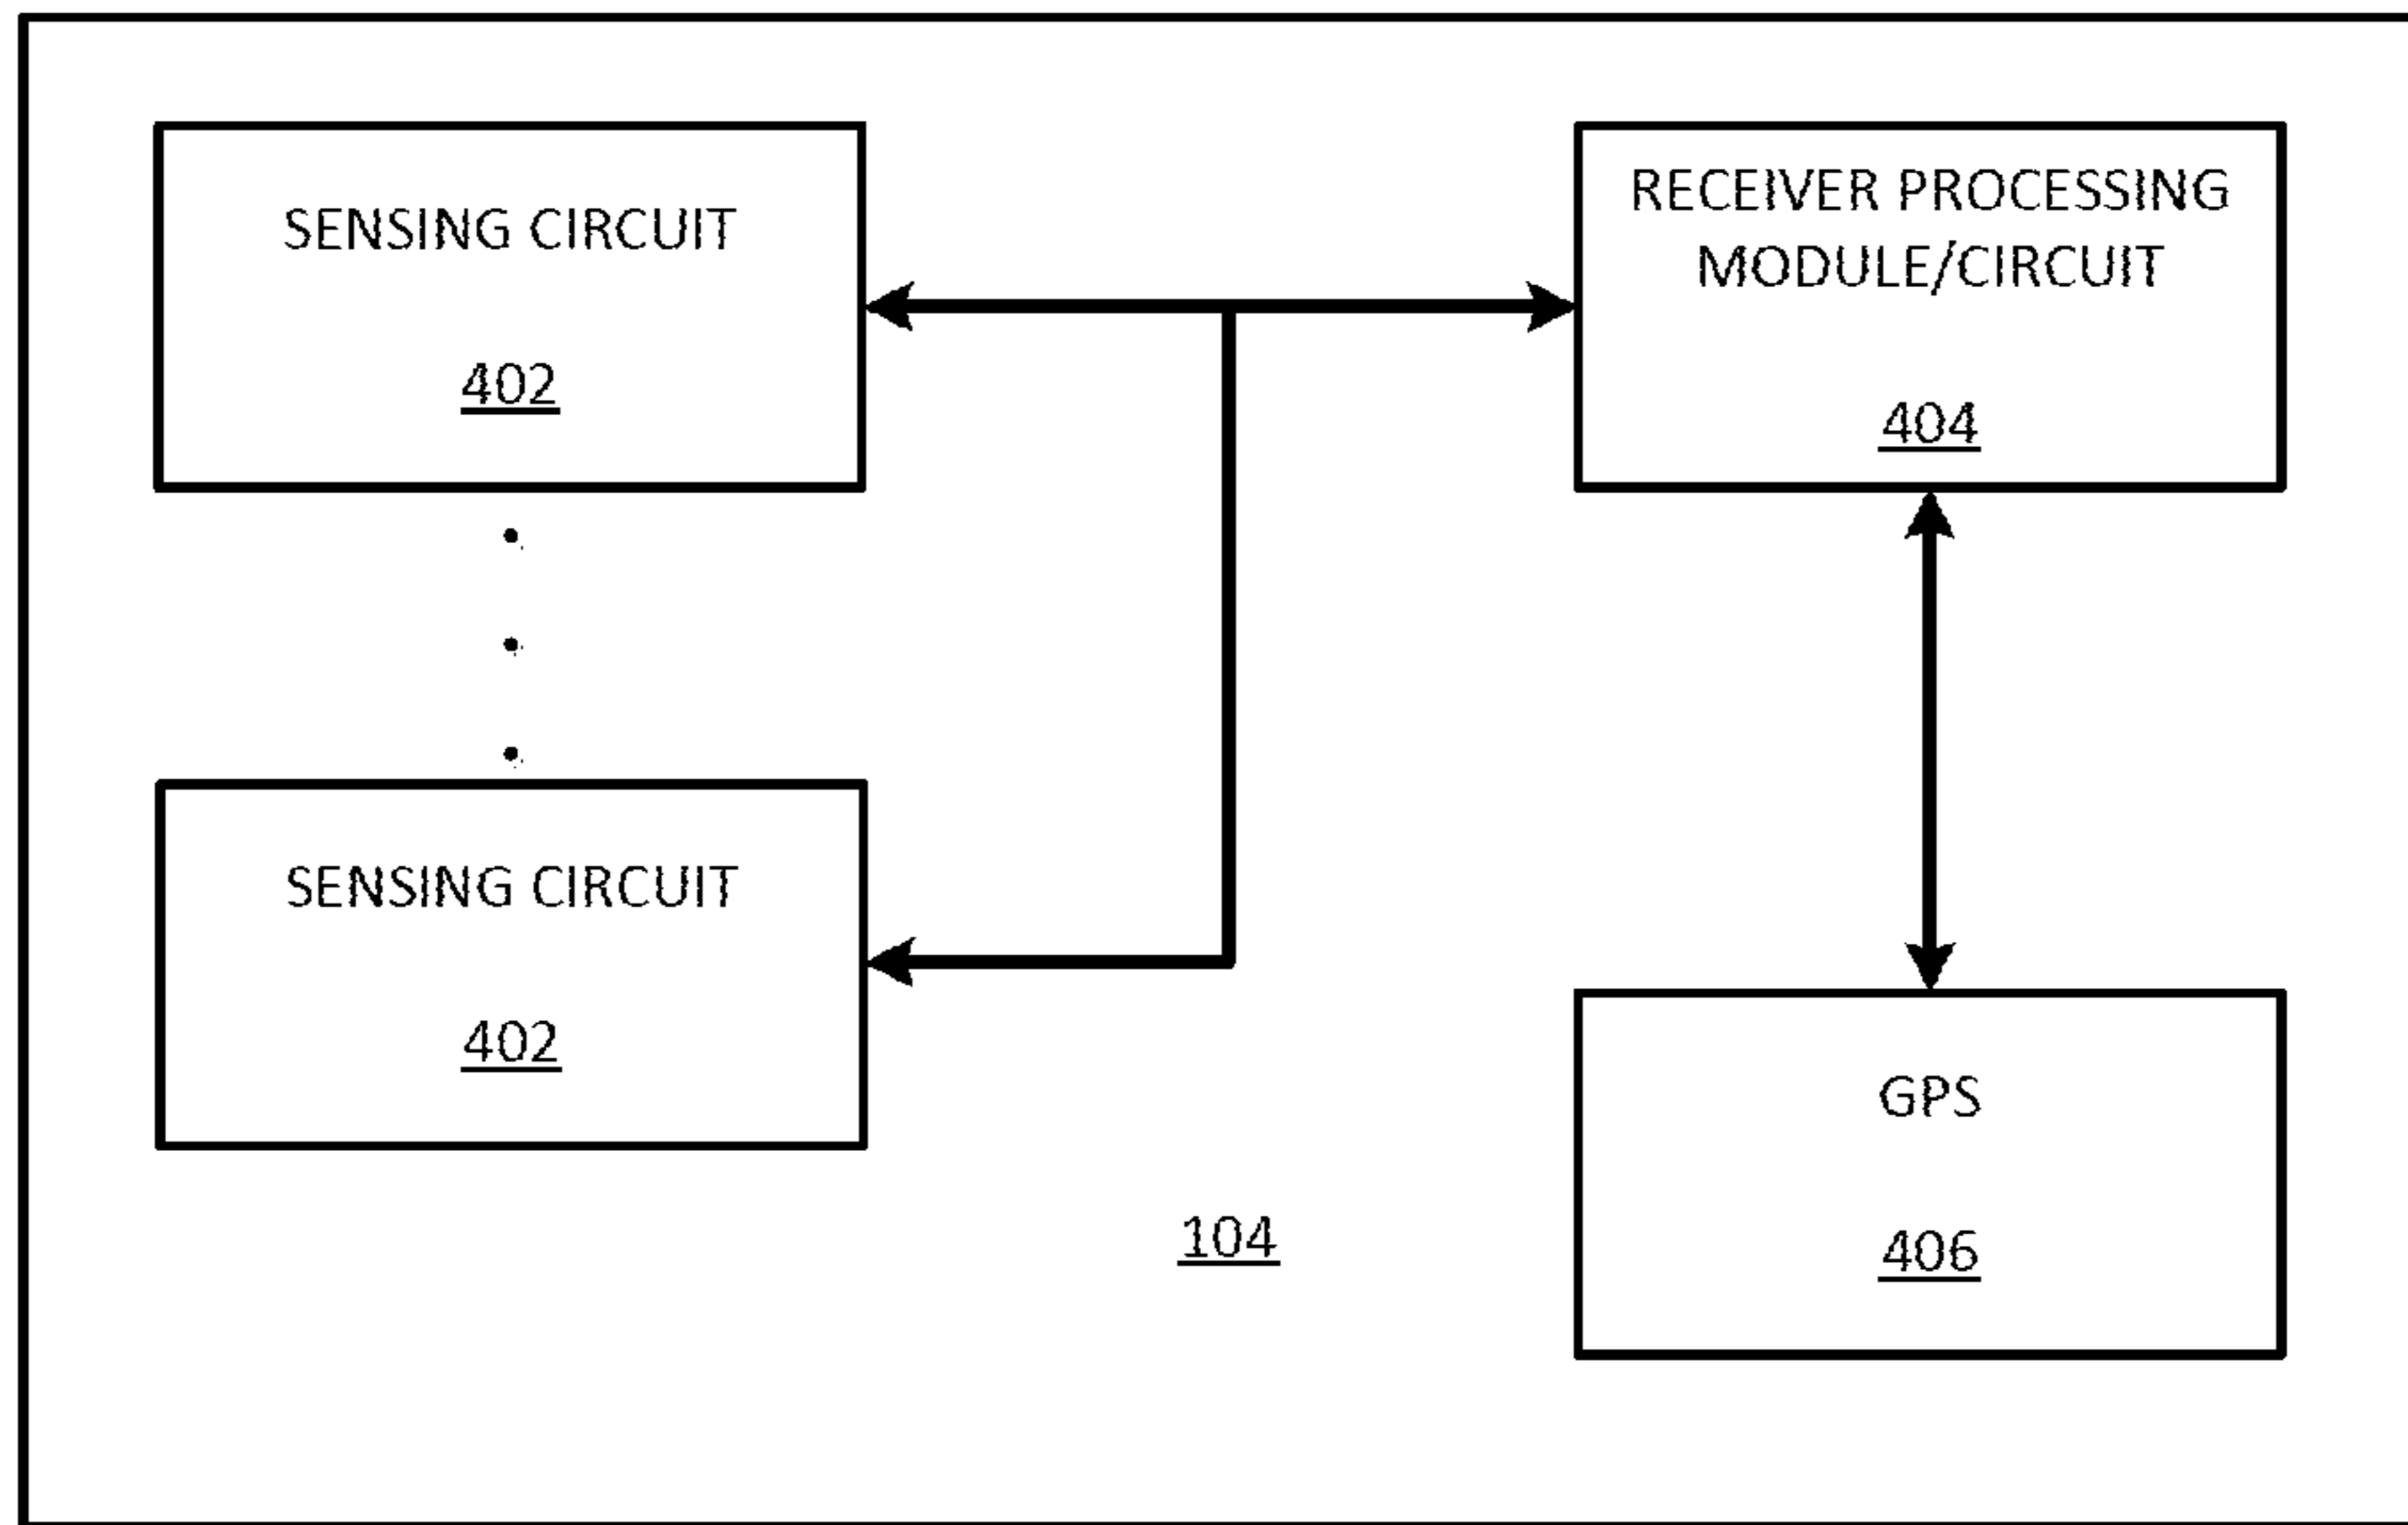 SENSING CIRCUIT
402
RECEIVER PROCESSING
MODULE/CIRCUIT
404
SENSING CIRCUIT
402
GPS
406
104